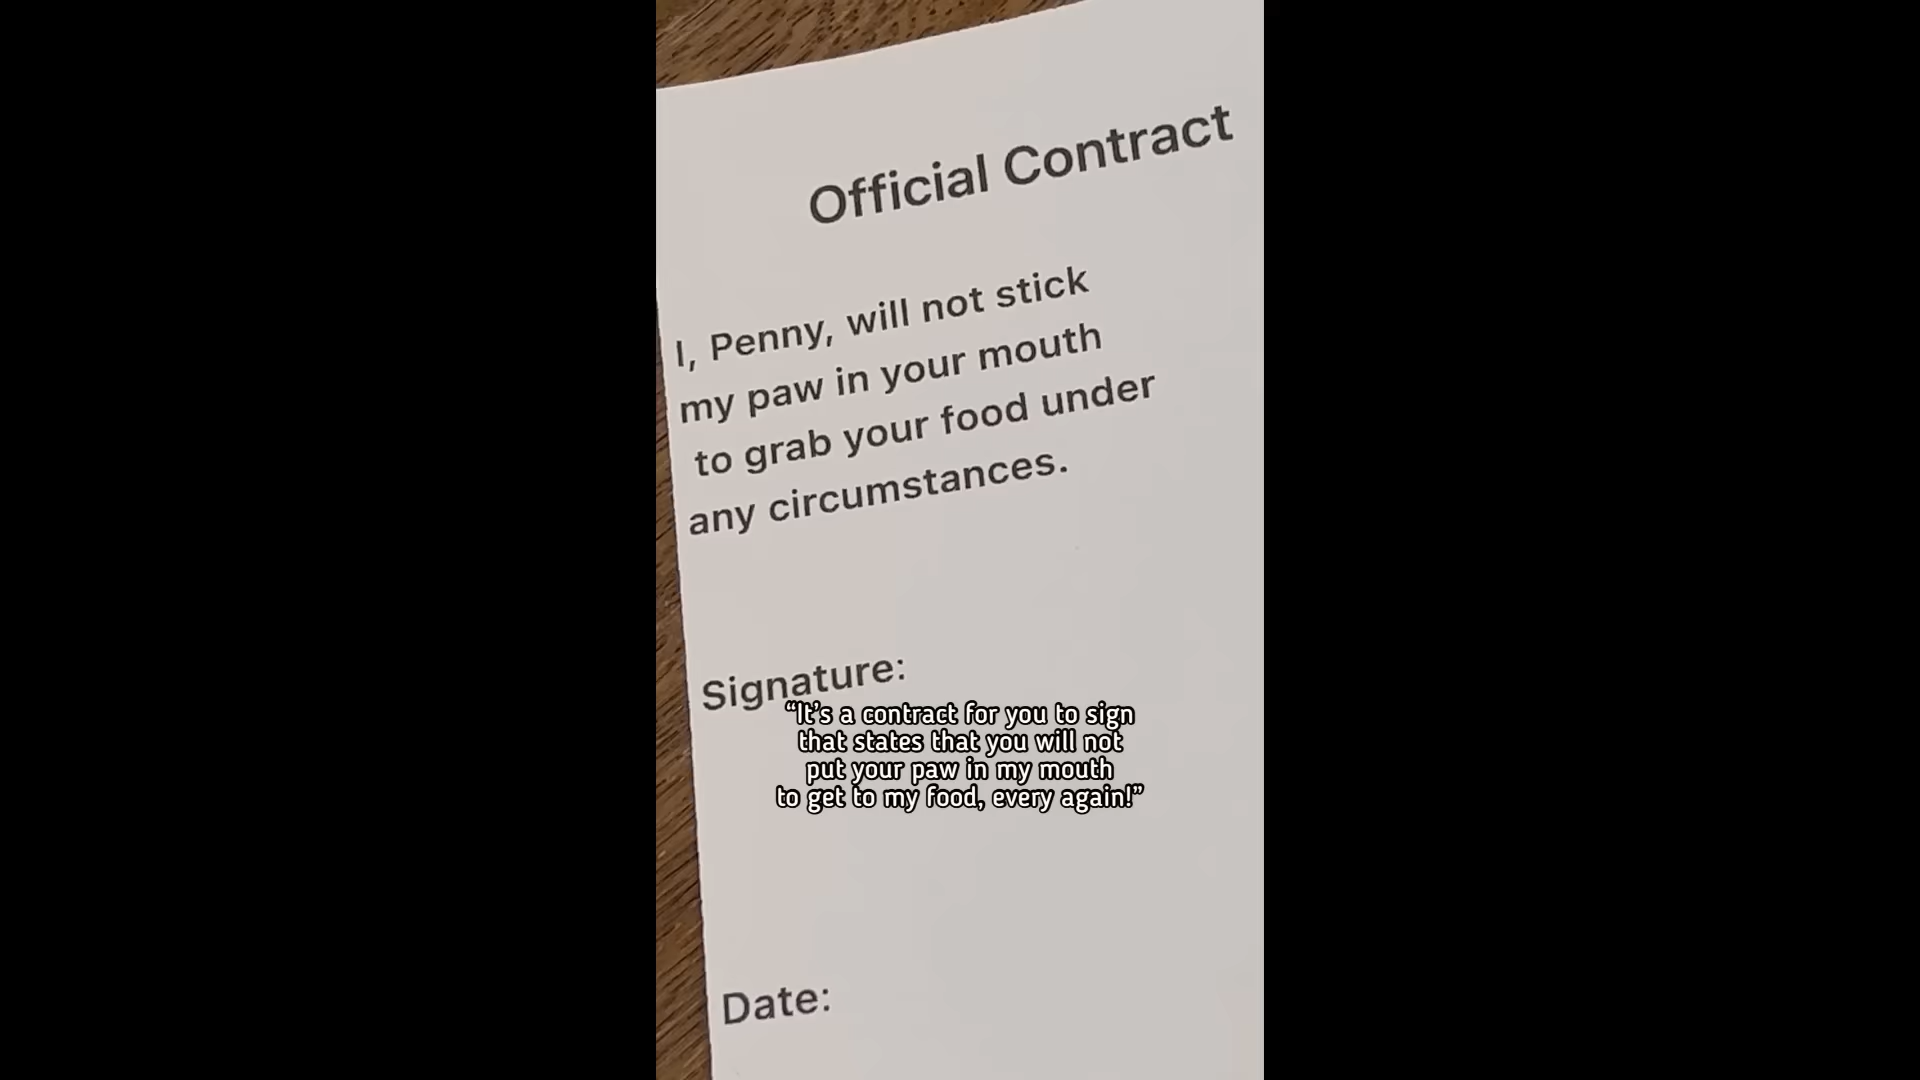 Official Contract
I, Penny, will not stick
my paw in your mouth
to grab your food under
any circumstances.
Signature:
“It’s a contract for you to sign
that states that you will not
put your paw in my mouth
to get to my food, every again!”
Date: